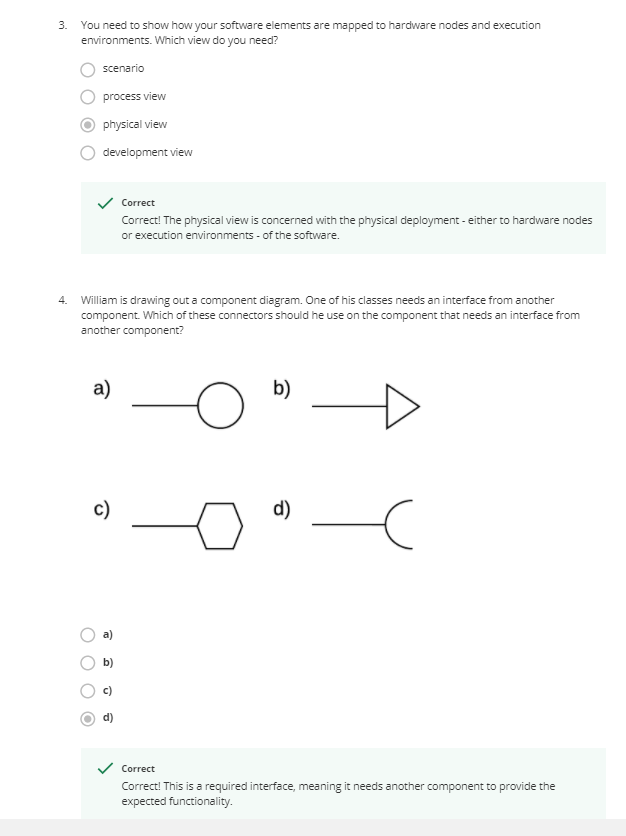 3. You need to show how your software elements are mapped to hardware nodes and execution
environments. Which view do you need?
scenario
process view
physical view
development view
Correct
Correct! The physical view is concerned with the physical deployment - either to hardware nodes
or execution environments - of the software.
4. William is drawing out a component diagram. One of his classes needs an interface from another
component. Which of these connectors should he use on the component that needs an interface from
another component?
a) b)
c) d)
a)
b)
c)
d)
Correct
Correct! This is a required interface, meaning it needs another component to provide the
expected functionality.